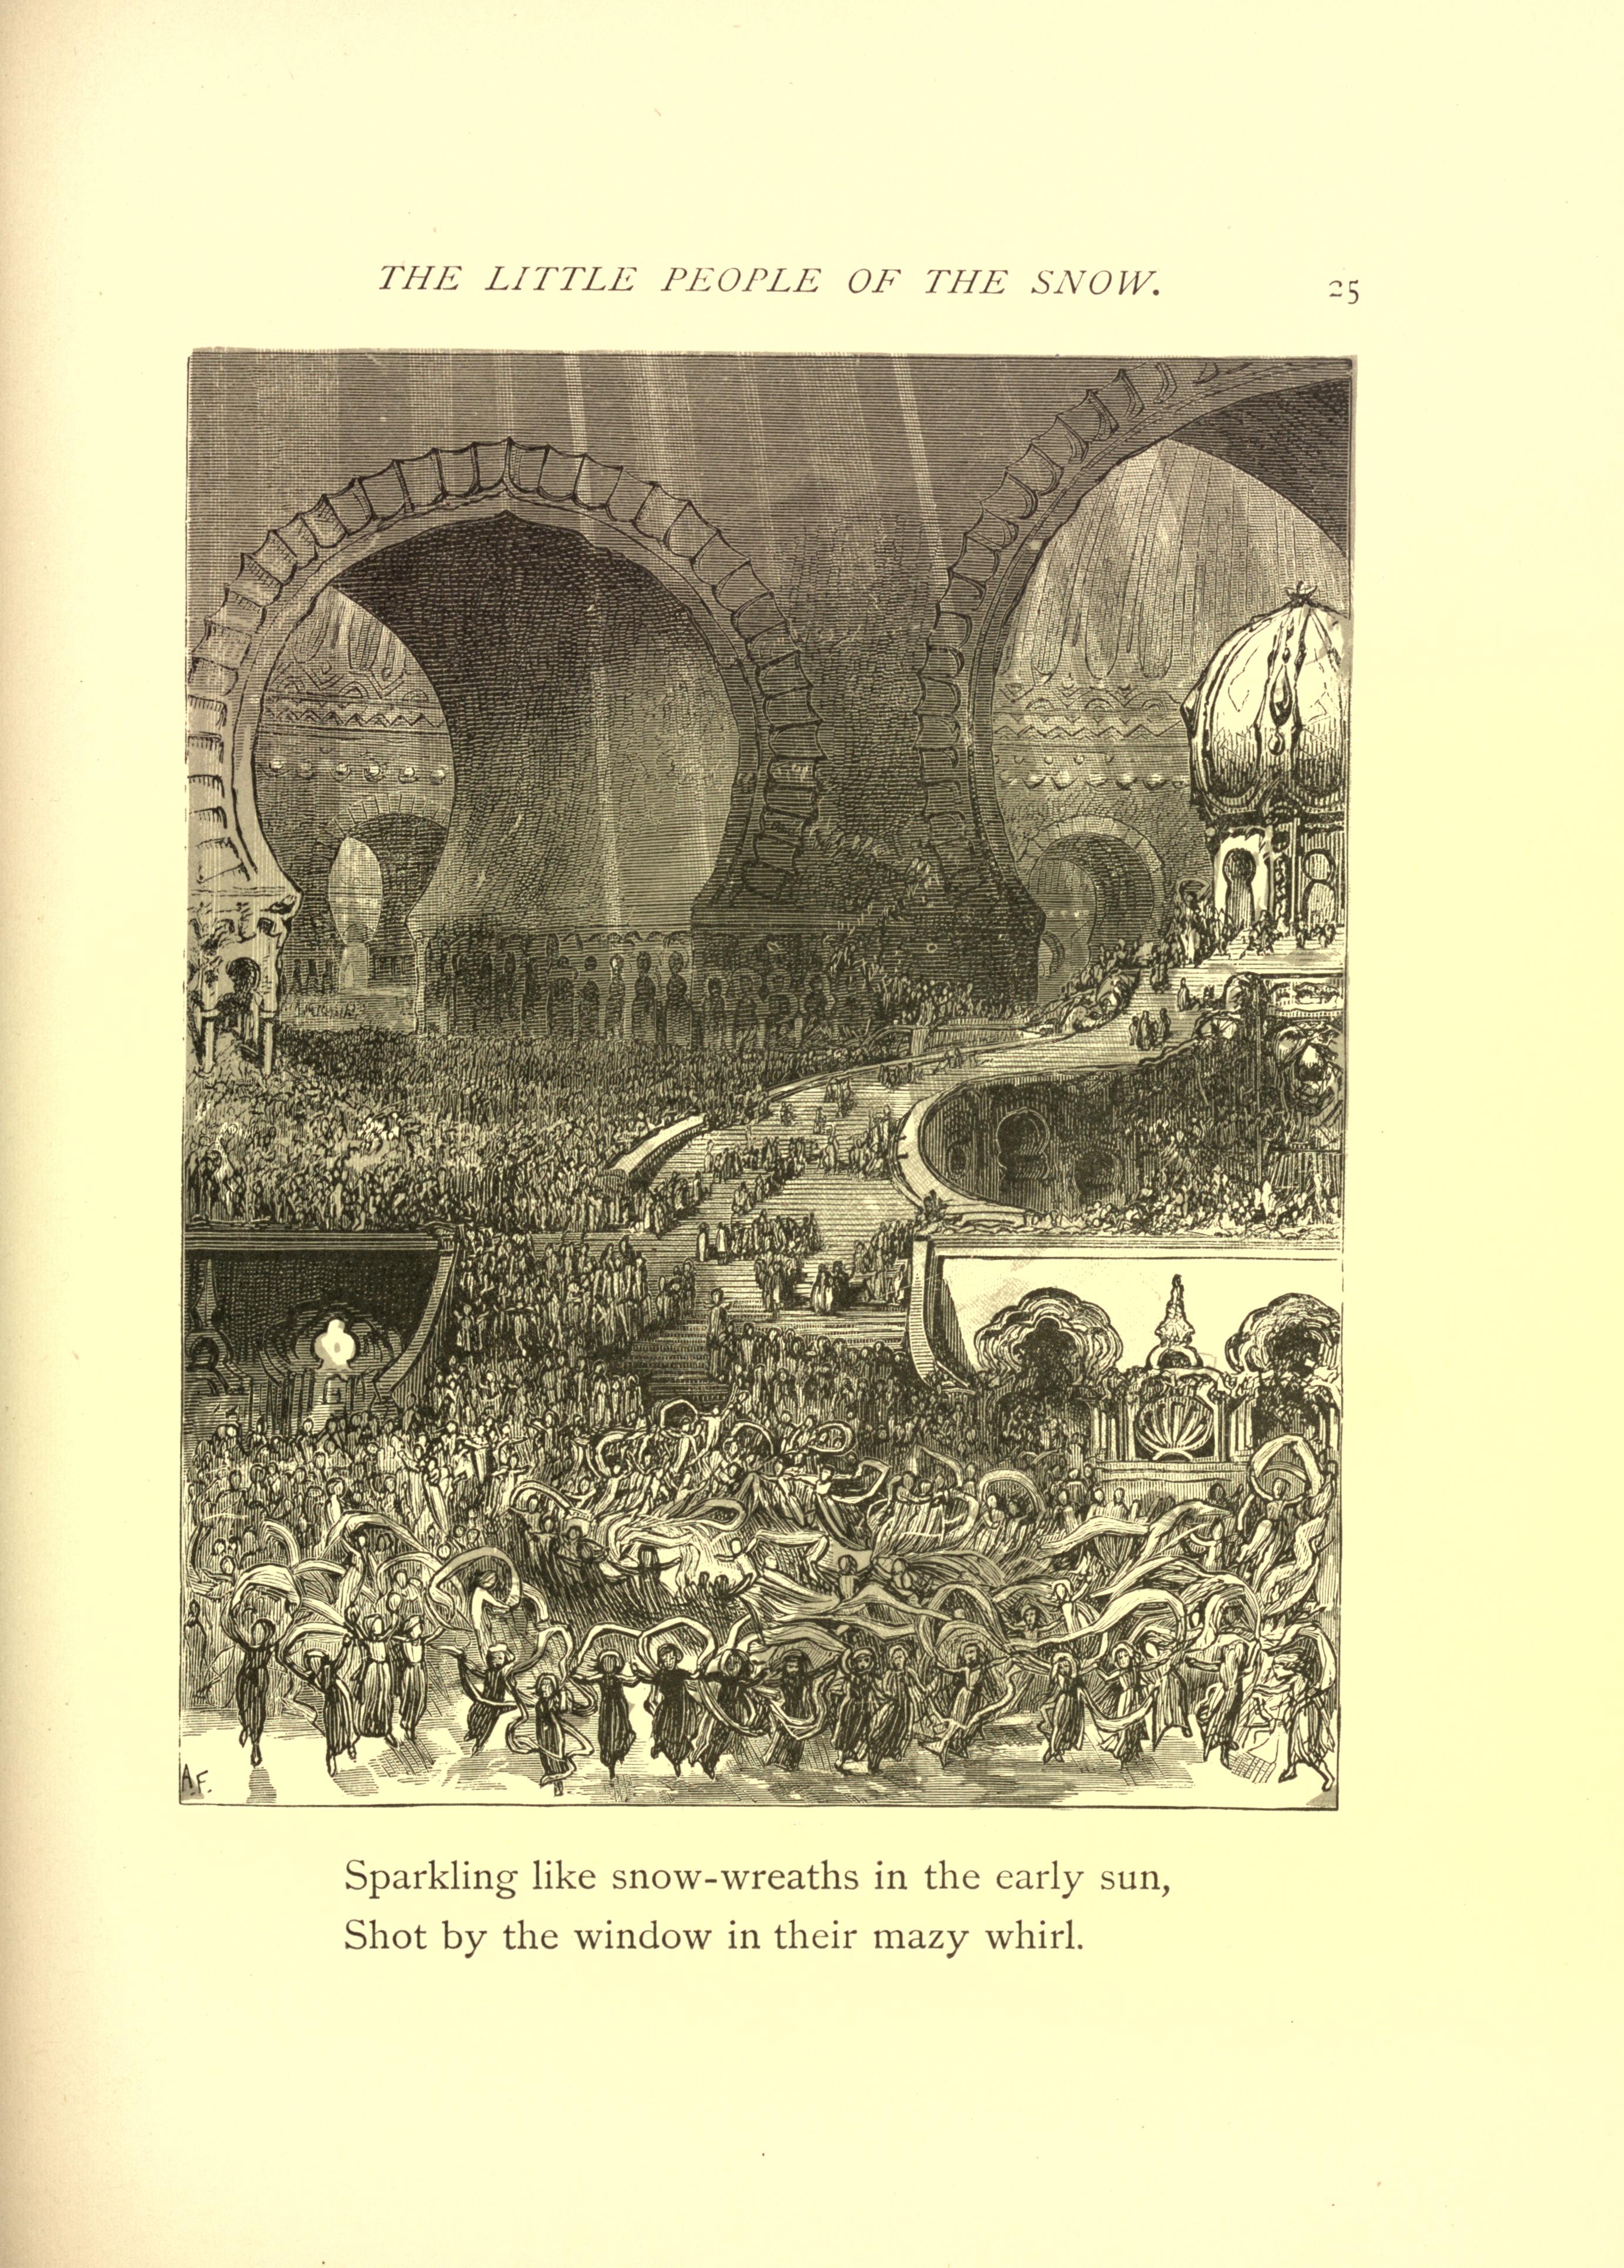 THE LITTLE PEOPLE OF THE SNOW. 25
A.F.
Sparkling like snow-wreaths in the early sun,
Shot by the window in their mazy whirl.